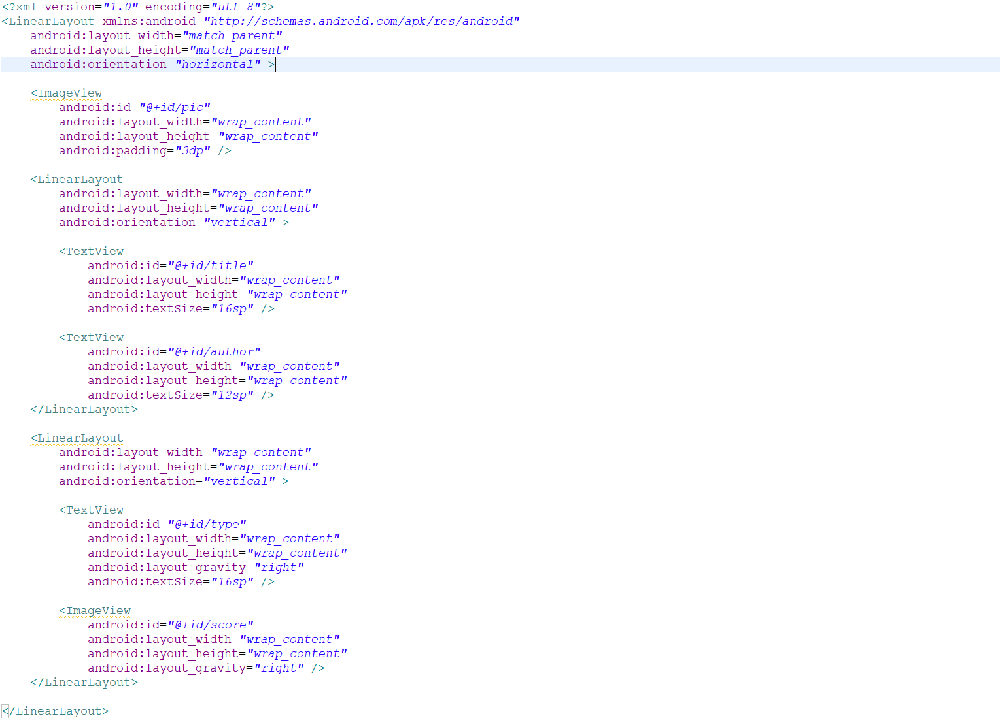 <?xml version="1.0" encoding="utf-8"?>
<LinearLayout xmlns:android="http://schemas.android.com/apk/res/android"
    android:layout_width="match_parent"
    android:layout_height="match_parent"
    android:orientation="horizontal" >

    <ImageView
        android:id="@+id/pic"
        android:layout_width="wrap_content"
        android:layout_height="wrap_content"
        android:padding="3dp" />

    <LinearLayout
        android:layout_width="wrap_content"
        android:layout_height="wrap_content"
        android:orientation="vertical" >

        <TextView
            android:id="@+id/title"
            android:layout_width="wrap_content"
            android:layout_height="wrap_content"
            android:textSize="16sp" />

        <TextView
            android:id="@+id/author"
            android:layout_width="wrap_content"
            android:layout_height="wrap_content"
            android:textSize="12sp" />
    </LinearLayout>

    <LinearLayout
        android:layout_width="wrap_content"
        android:layout_height="wrap_content"
        android:orientation="vertical" >

        <TextView
            android:id="@+id/type"
            android:layout_width="wrap_content"
            android:layout_height="wrap_content"
            android:layout_gravity="right"
            android:textSize="16sp" />

        <ImageView
            android:id="@+id/score"
            android:layout_width="wrap_content"
            android:layout_height="wrap_content"
            android:layout_gravity="right" />
    </LinearLayout>

</LinearLayout>